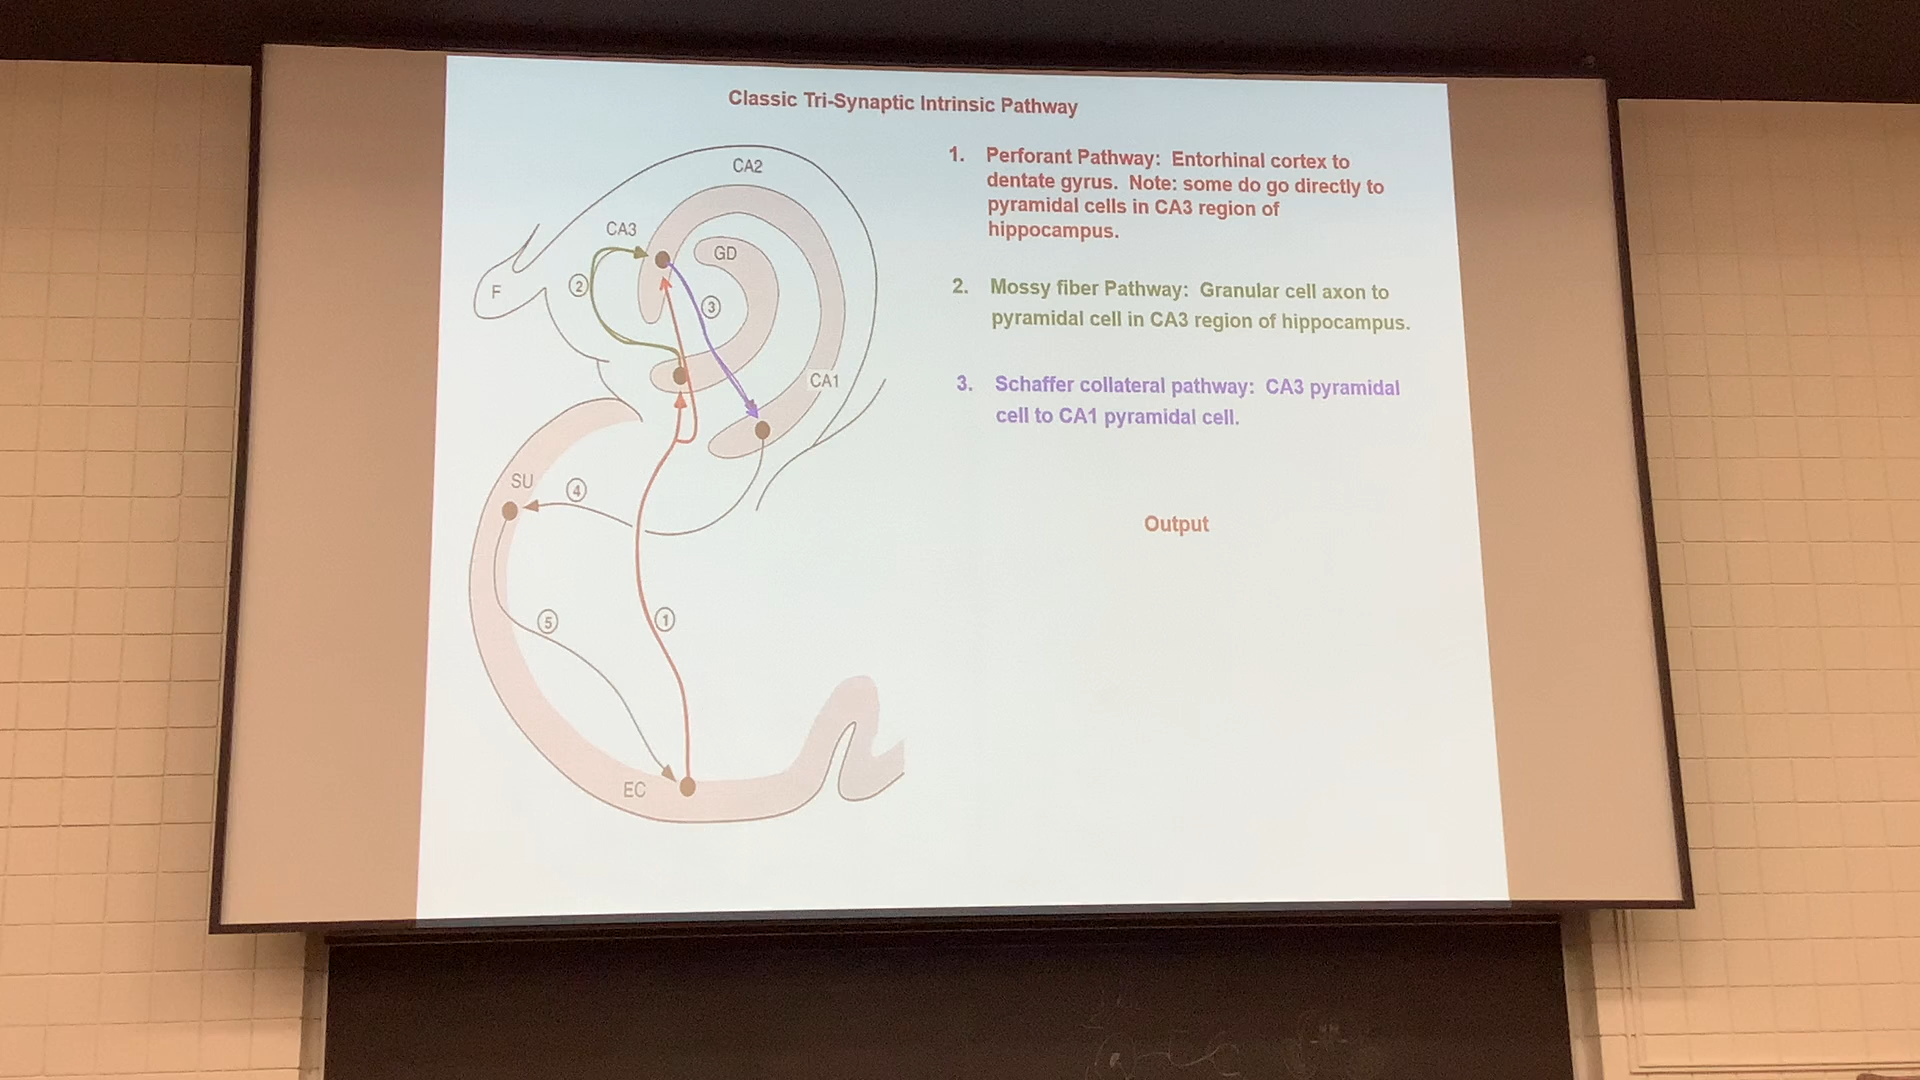 Classic Tri-Synaptic Intrinsic Pathway
CA2
CA3
GD
F
2
3
CA1
SU
4
5
1
EC
1. Perforant Pathway: Entorhinal cortex to
dentate gyrus. Note: some do go directly to
pyramidal cells in CA3 region of
hippocampus.
2. Mossy fiber Pathway: Granular cell axon to
pyramidal cell in CA3 region of hippocampus.
3. Schaffer collateral pathway: CA3 pyramidal
cell to CA1 pyramidal cell.
Output